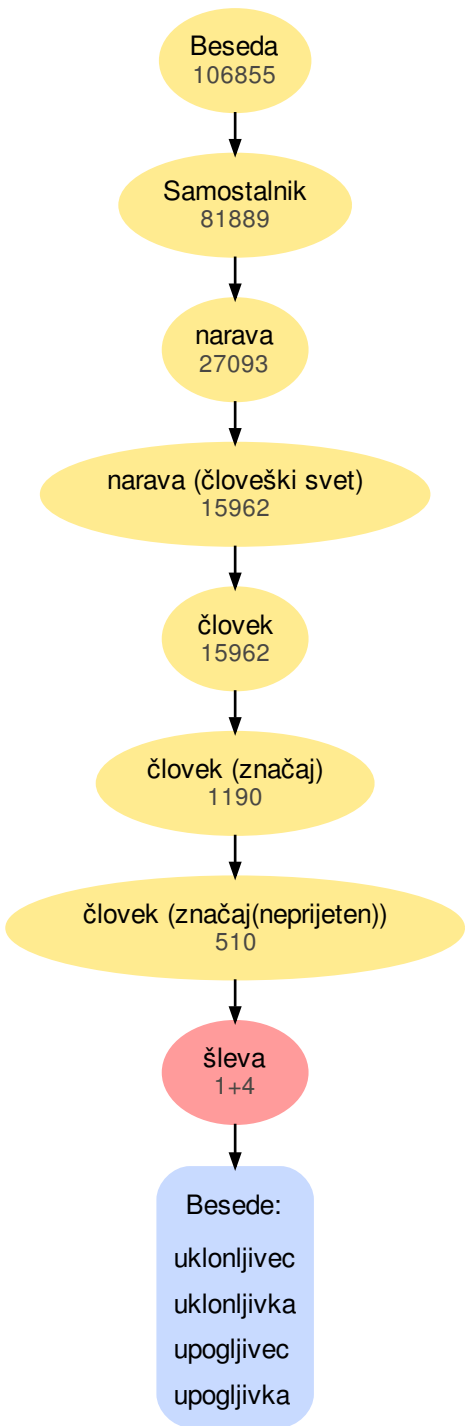 Beseda
106855
Samostalnik
81889
narava
27093
narava (človeški svet)
15962
človek
15962
človek (značaj)
1190
človek (značaj(neprijeten))
510
šleva
1+4
Besede:
uklonljivec
uklonljivka
upogljivec
upogljivka